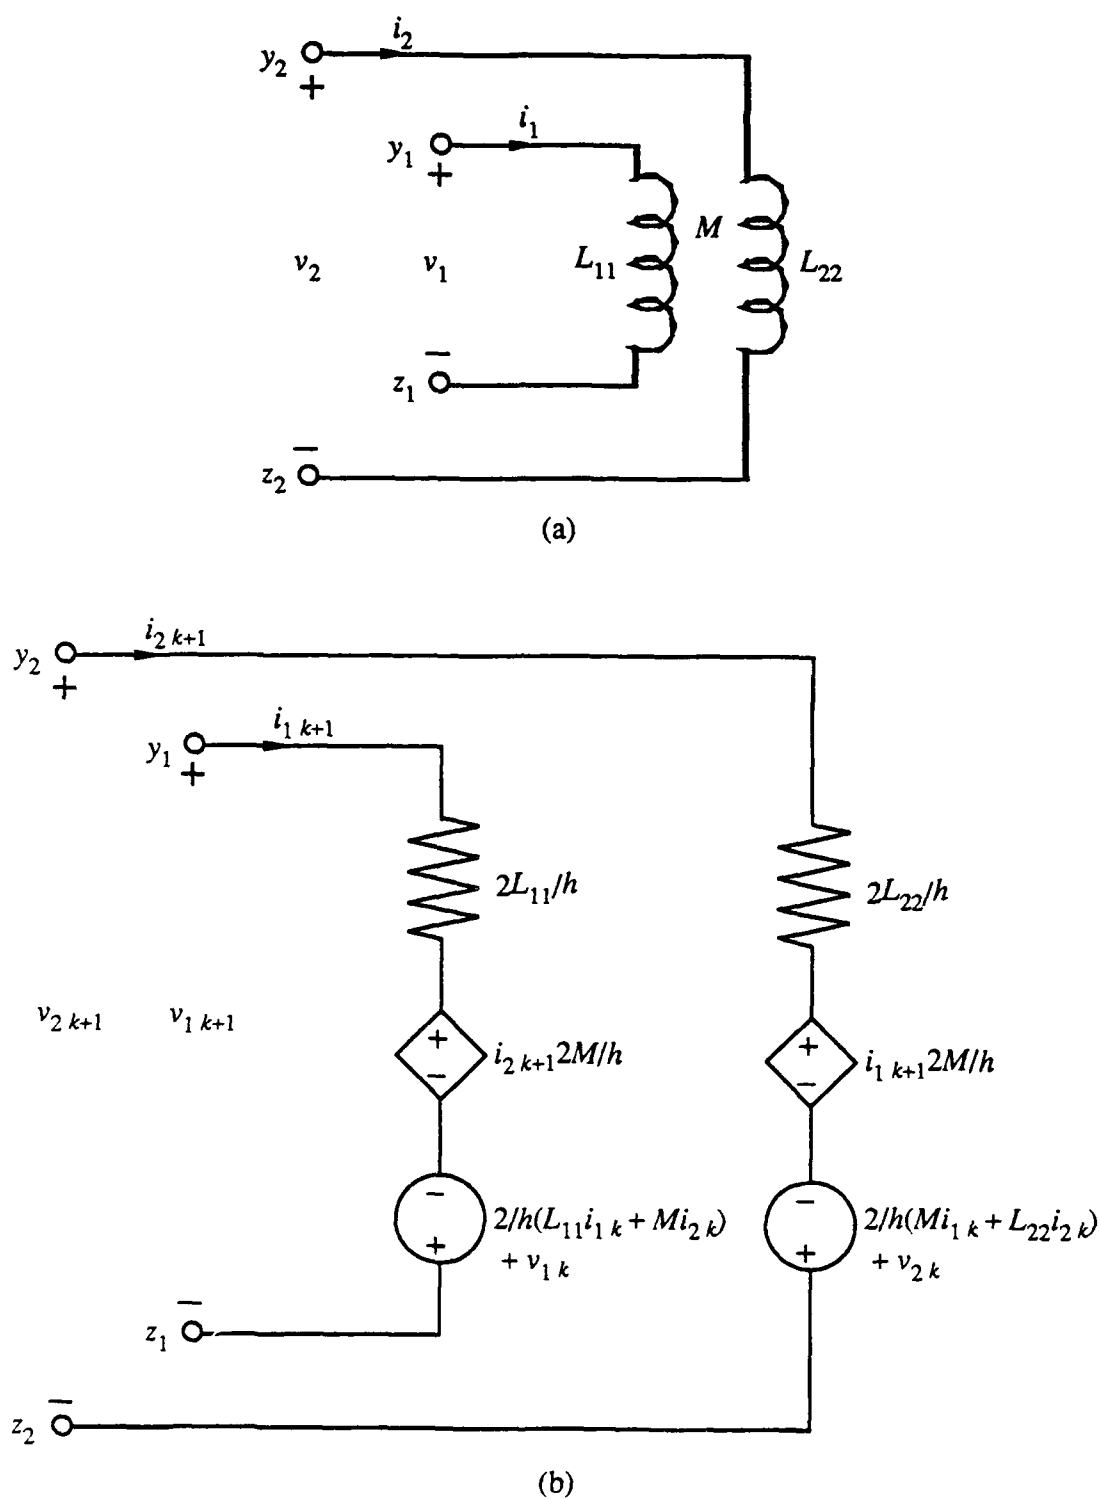 i2
y2
+
i1
y1
+
M
v2 v1 L11 L22
−
z1
−
z2
(a)
i2 k+1
y2
+
i1 k+1
y1
+
2L11/h 2L22/h
v2 k+1 v1 k+1
+
− i2 k+1 2M/h
+
− i1 k+1 2M/h
−
+ 2/h(L11i1 k + Mi2 k)
+ v1 k
−
+ 2/h(Mi1 k + L22i2 k)
+ v2 k
−
z1
−
z2
(b)